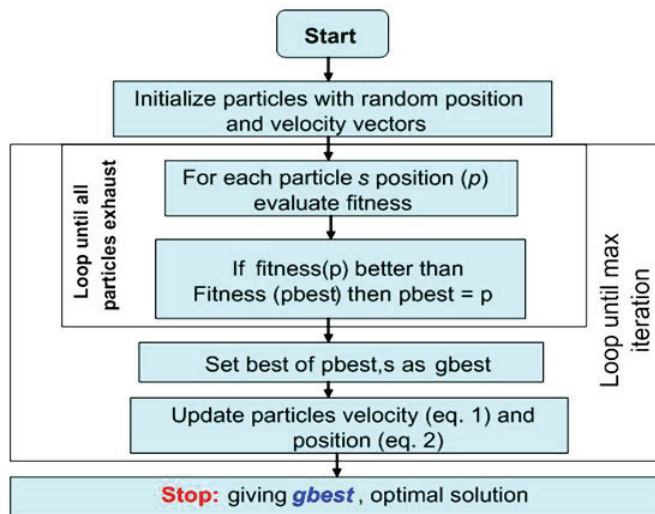 Start
Initialize particles with random position
and velocity vectors
Loop until all
particles exhaust
For each particle s position (p)
evaluate fitness
If fitness(p) better than
Fitness (pbest) then pbest = p
Loop until max
iteration
Set best of pbest,s as gbest
Update particles velocity (eq. 1) and
position (eq. 2)
Stop: giving gbest , optimal solution